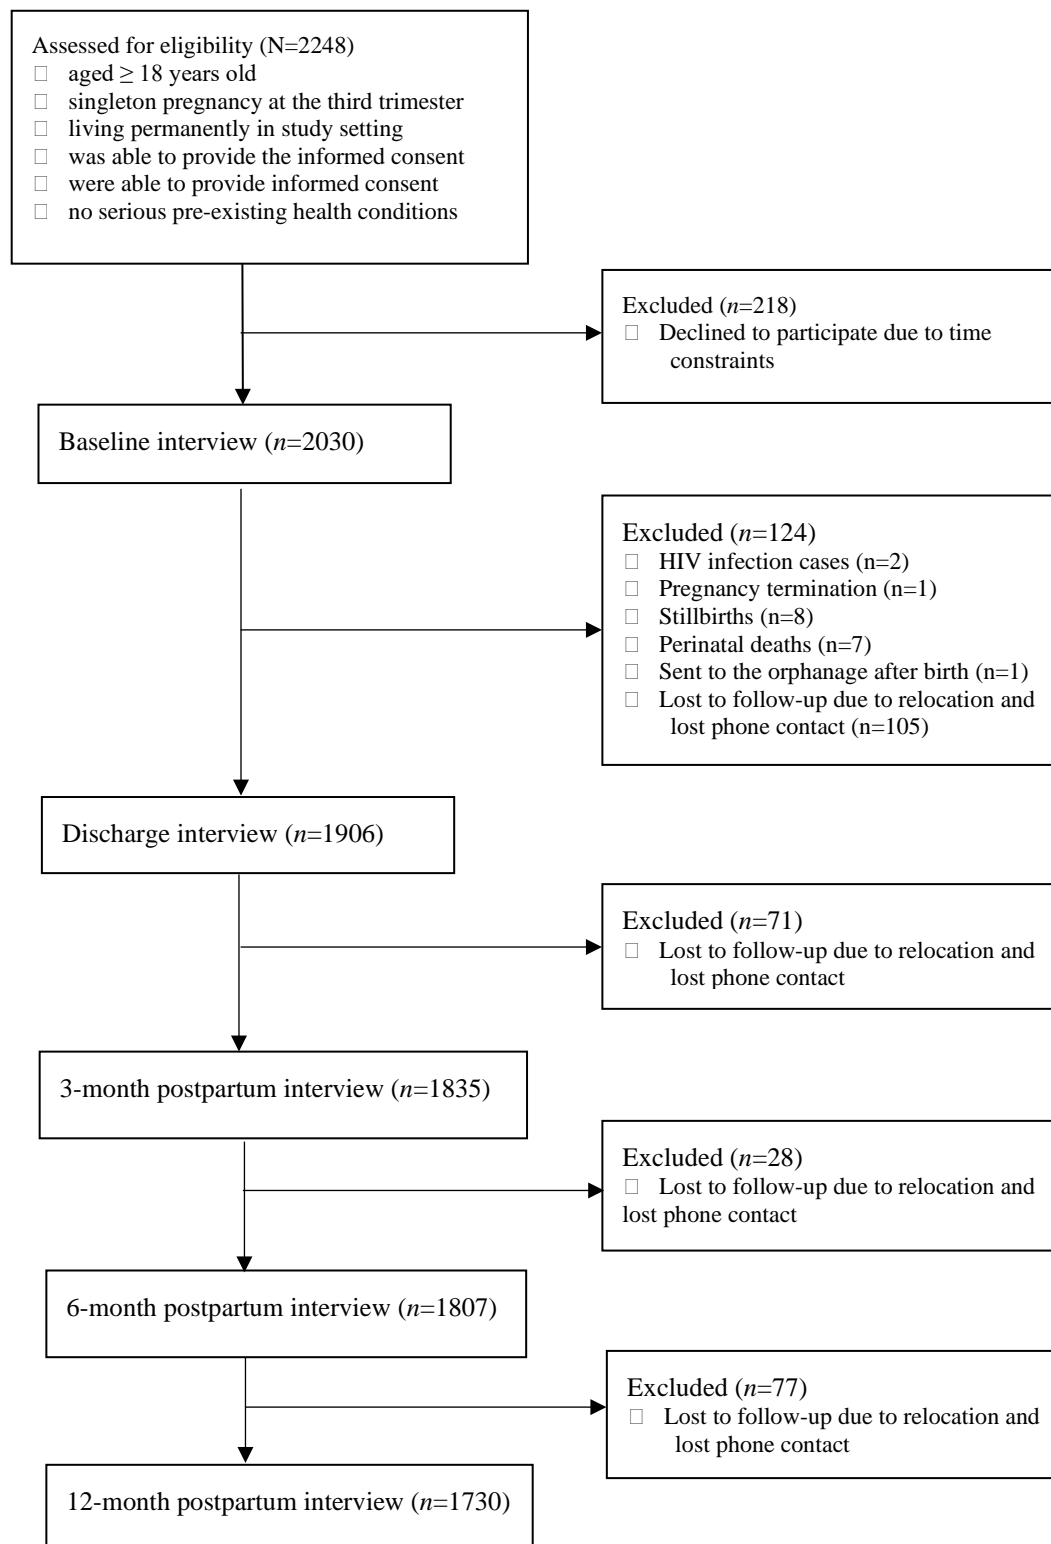 Assessed for eligibility (N=2248)
□ aged ≥ 18 years old
□ singleton pregnancy at the third trimester
□ living permanently in study setting
□ was able to provide the informed consent
□ were able to provide informed consent
□ no serious pre-existing health conditions
Excluded (n=218)
□ Declined to participate due to time
constraints
Baseline interview (n=2030)
Excluded (n=124)
□ HIV infection cases (n=2)
□ Pregnancy termination (n=1)
□ Stillbirths (n=8)
□ Perinatal deaths (n=7)
□ Sent to the orphanage after birth (n=1)
□ Lost to follow-up due to relocation and
lost phone contact (n=105)
Discharge interview (n=1906)
Excluded (n=71)
□ Lost to follow-up due to relocation and
lost phone contact
3-month postpartum interview (n=1835)
Excluded (n=28)
□ Lost to follow-up due to relocation and
lost phone contact
6-month postpartum interview (n=1807)
Excluded (n=77)
□ Lost to follow-up due to relocation and
lost phone contact
12-month postpartum interview (n=1730)